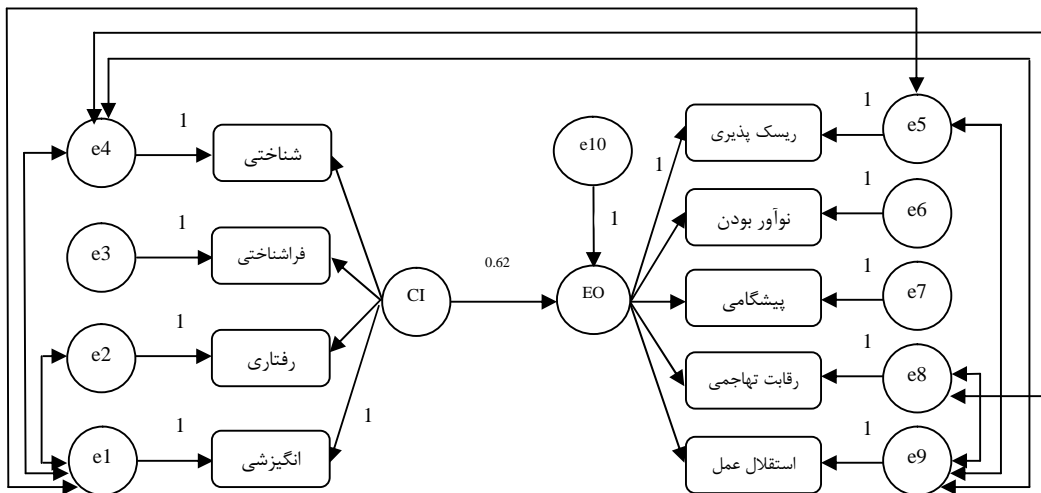 e4
1
شناختی
e3
1
فراشناختی
e2
1
رفتاری
e1
1
انگیزشی
1
CI
0.62
e10
1
EO
1
ریسک پذیری
1
e5
نوآور بودن
1
e6
پیشگامی
1
e7
رقابت تهاجمی
1
e8
استقلال عمل
1
e9